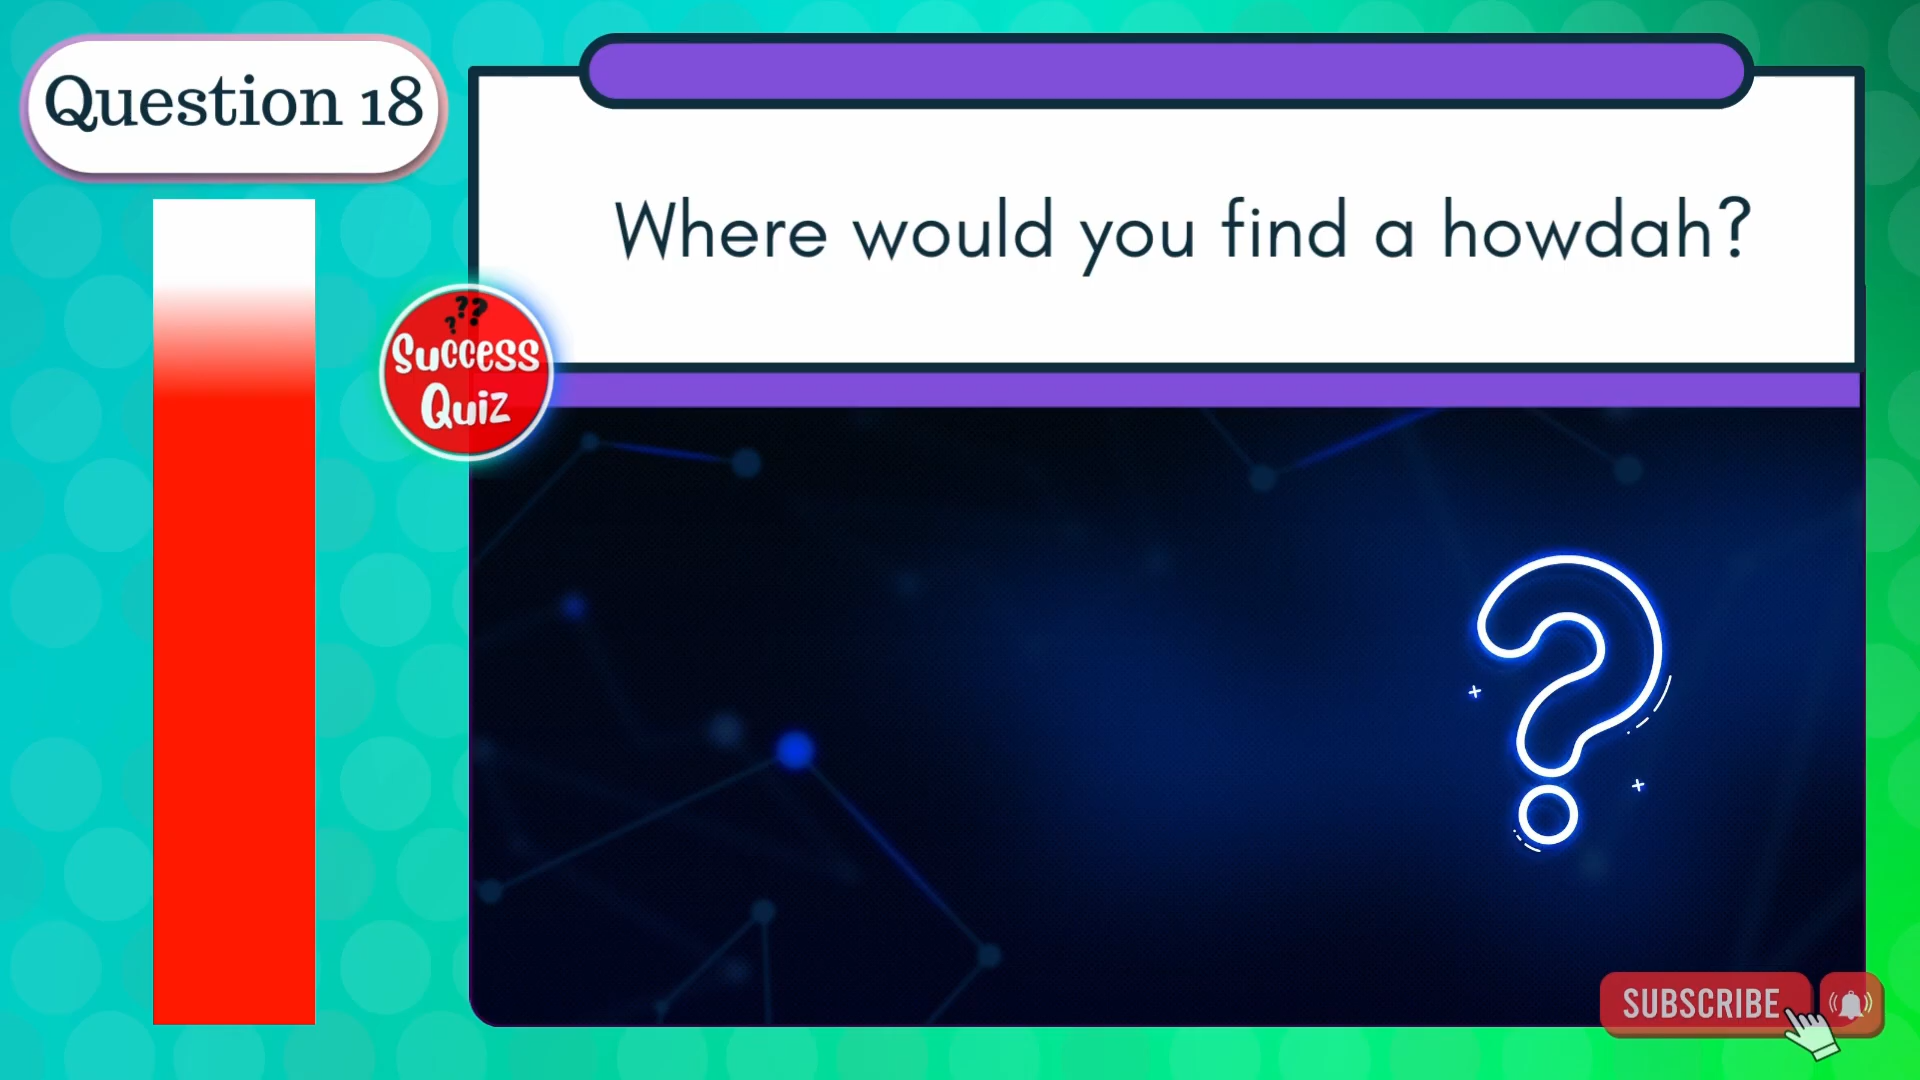 Question 18
Where would you find a howdah?
???
Success
Quiz
?
SUBSCRIBE